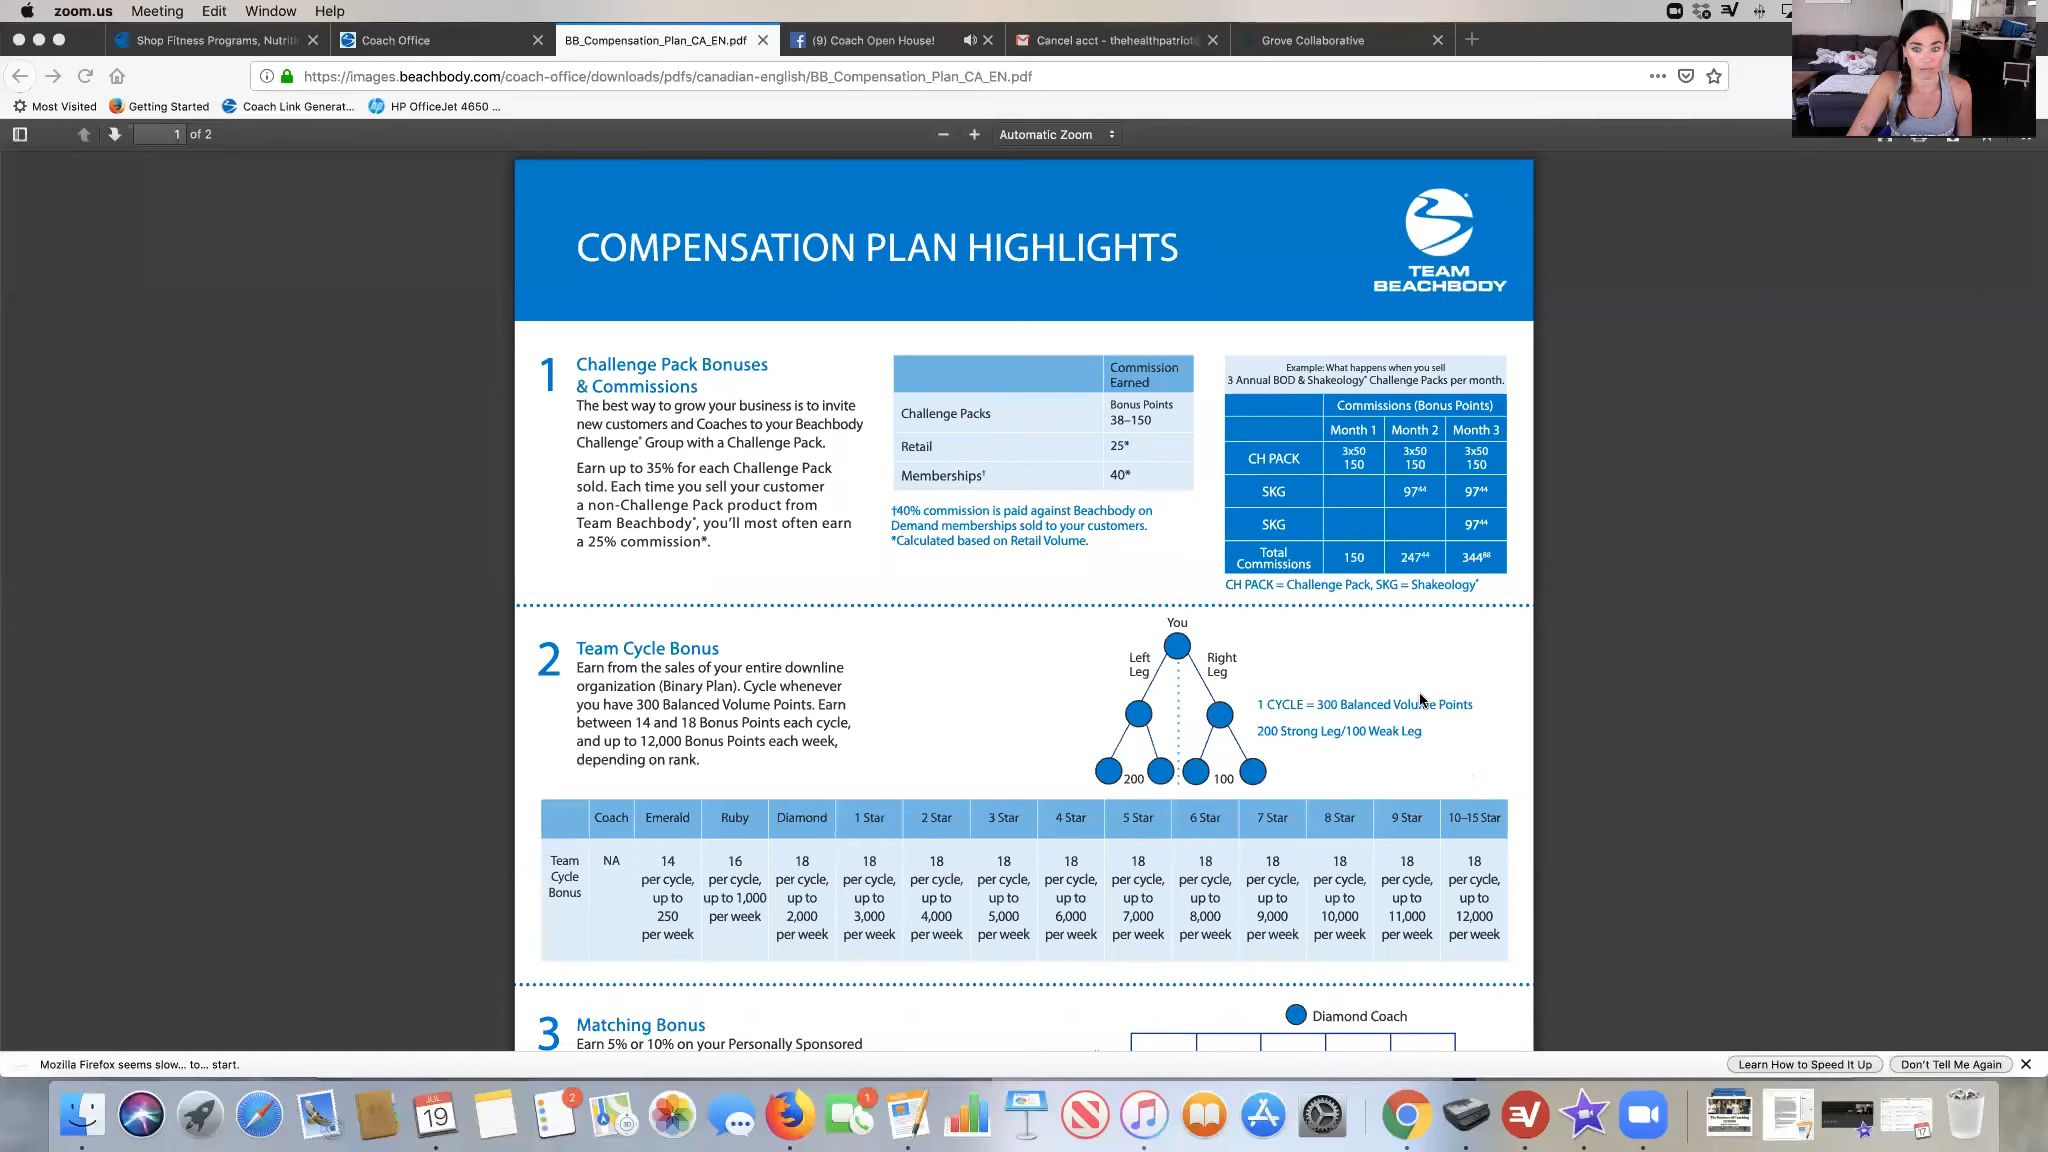 zoom.us Meeting Edit Window Help
Shop Fitness Programs, Nutriti
Coach Office
BB_Compensation_Plan_CA_EN.pdf
(9) Coach Open House!
Cancel acct - thehealthpatriot
Grove Collaborative
https://images.beachbody.com/coach-office/downloads/pdfs/canadian-english/BB_Compensation_Plan_CA_EN.pdf
Most Visited Getting Started Coach Link Generat... HP OfficeJet 4650 ...
1 of 2
Automatic Zoom
COMPENSATION PLAN HIGHLIGHTS
TEAM
BEACHBODY
1
Challenge Pack Bonuses
& Commissions
The best way to grow your business is to invite
new customers and Coaches to your Beachbody
Challenge® Group with a Challenge Pack.
Earn up to 35% for each Challenge Pack
sold. Each time you sell your customer
a non-Challenge Pack product from
Team Beachbody®, you'll most often earn
a 25% commission*.
Commission
Earned
Challenge Packs
Bonus Points
38–150
Retail 25*
Memberships† 40*
†40% commission is paid against Beachbody on
Demand memberships sold to your customers.
*Calculated based on Retail Volume.
Example: What happens when you sell
3 Annual BOD & Shakeology® Challenge Packs per month.
Commissions (Bonus Points)
Month 1 Month 2 Month 3
CH PACK
3x50 3x50 3x50
150 150 150
SKG 97⁴⁴ 97⁴⁴
SKG 97⁴⁴
Total
Commissions
150 247⁴⁴ 344⁸⁸
CH PACK = Challenge Pack, SKG = Shakeology®
2
Team Cycle Bonus
Earn from the sales of your entire downline
organization (Binary Plan). Cycle whenever
you have 300 Balanced Volume Points. Earn
between 14 and 18 Bonus Points each cycle,
and up to 12,000 Bonus Points each week,
depending on rank.
You
Left
Leg
Right
Leg
200
100
1 CYCLE = 300 Balanced Volume Points
200 Strong Leg/100 Weak Leg
Coach Emerald Ruby Diamond 1 Star 2 Star 3 Star 4 Star 5 Star 6 Star 7 Star 8 Star 9 Star 10–15 Star
Team NA 14 16 18 18 18 18 18 18 18 18 18 18 18
Cycle per cycle, per cycle, per cycle, per cycle, per cycle, per cycle, per cycle, per cycle, per cycle, per cycle, per cycle, per cycle, per cycle,
Bonus up to up to 1,000 up to up to up to up to up to up to up to up to up to up to up to
250 per week 2,000 3,000 4,000 5,000 6,000 7,000 8,000 9,000 10,000 11,000 12,000
per week per week per week per week per week per week per week per week per week per week per week per week
3
Matching Bonus
Earn 5% or 10% on your Personally Sponsored
Diamond Coach
Mozilla Firefox seems slow... to... start.
Learn How to Speed It Up
Don't Tell Me Again
JUL
19
2
3D
1
17